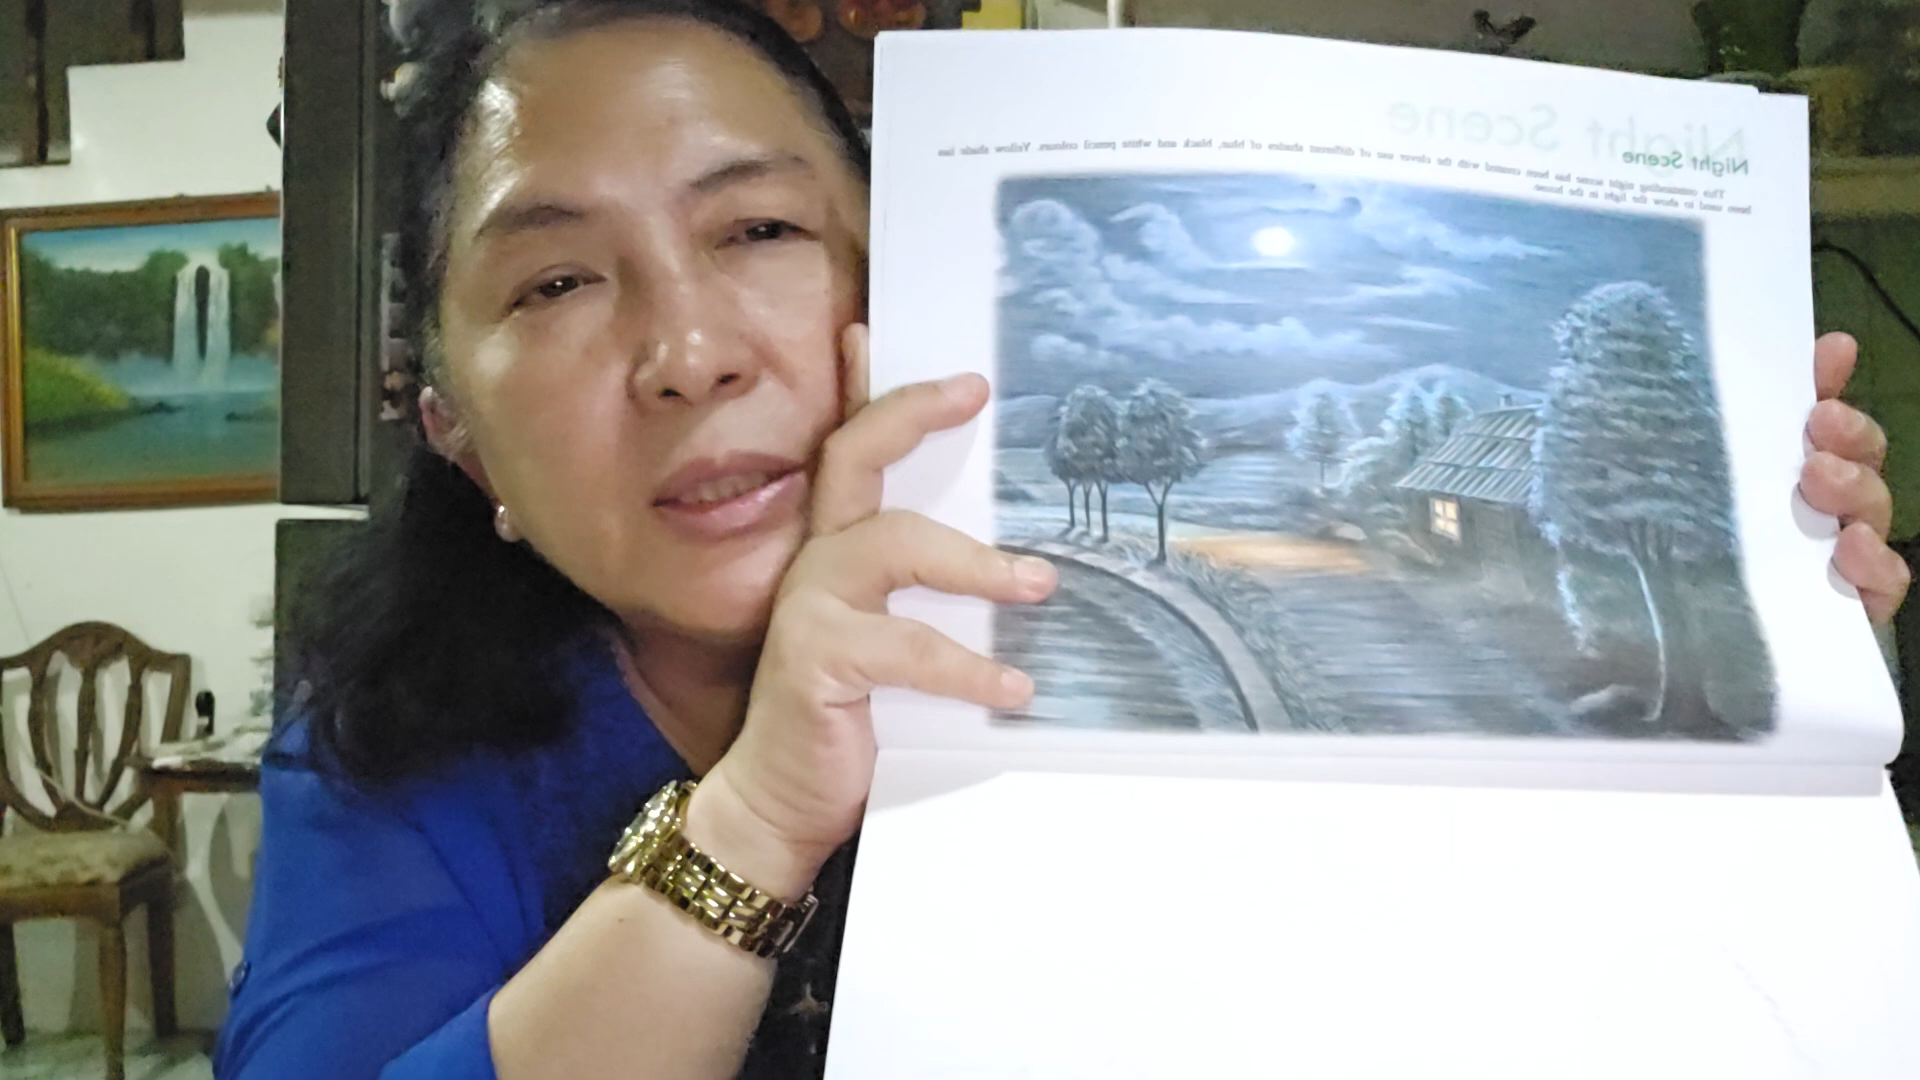 Night Scene
Night Scene
This outstanding night scene has been created with the clever use of different shades of blue, black and white pencil colours. Yellow shade has
been used to show the light in the house.